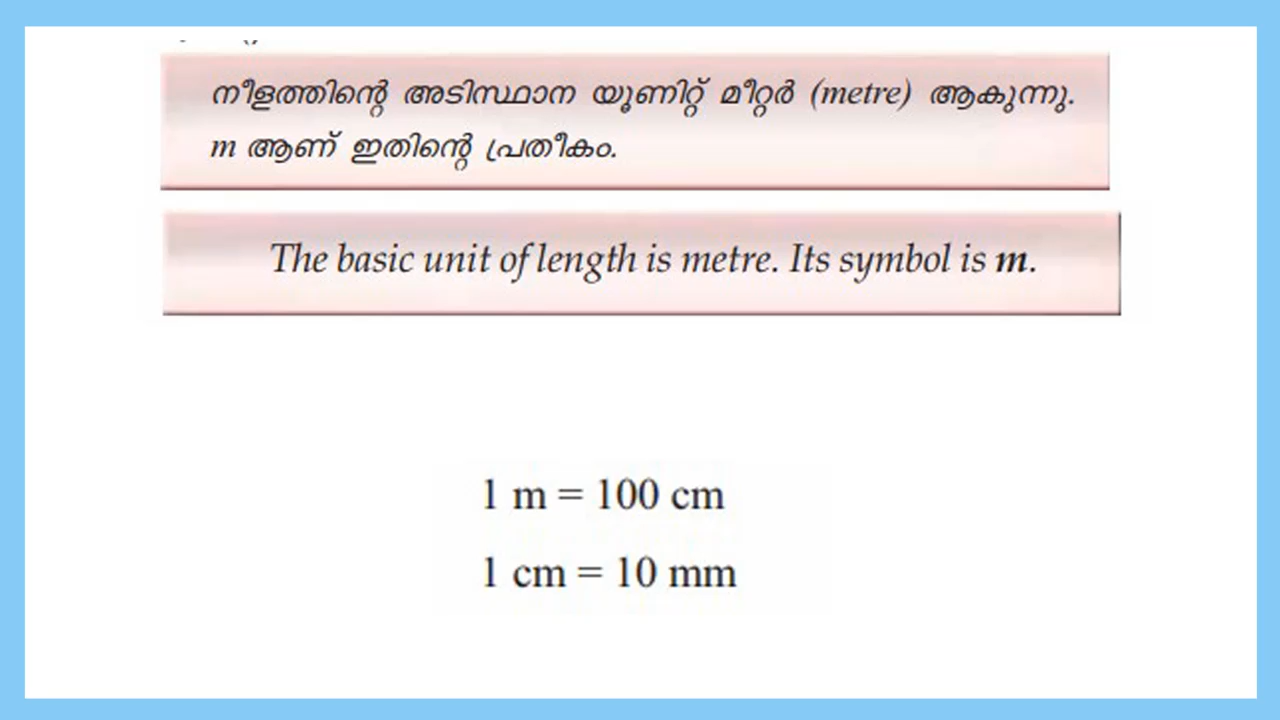 നീളത്തിന്റെ അടിസ്ഥാന യൂണിറ്റ് മീറ്റർ (metre) ആകുന്നു.
m ആണ് ഇതിന്റെ പ്രതീകം.
The basic unit of length is metre. Its symbol is m.
1 m = 100 cm
1 cm = 10 mm